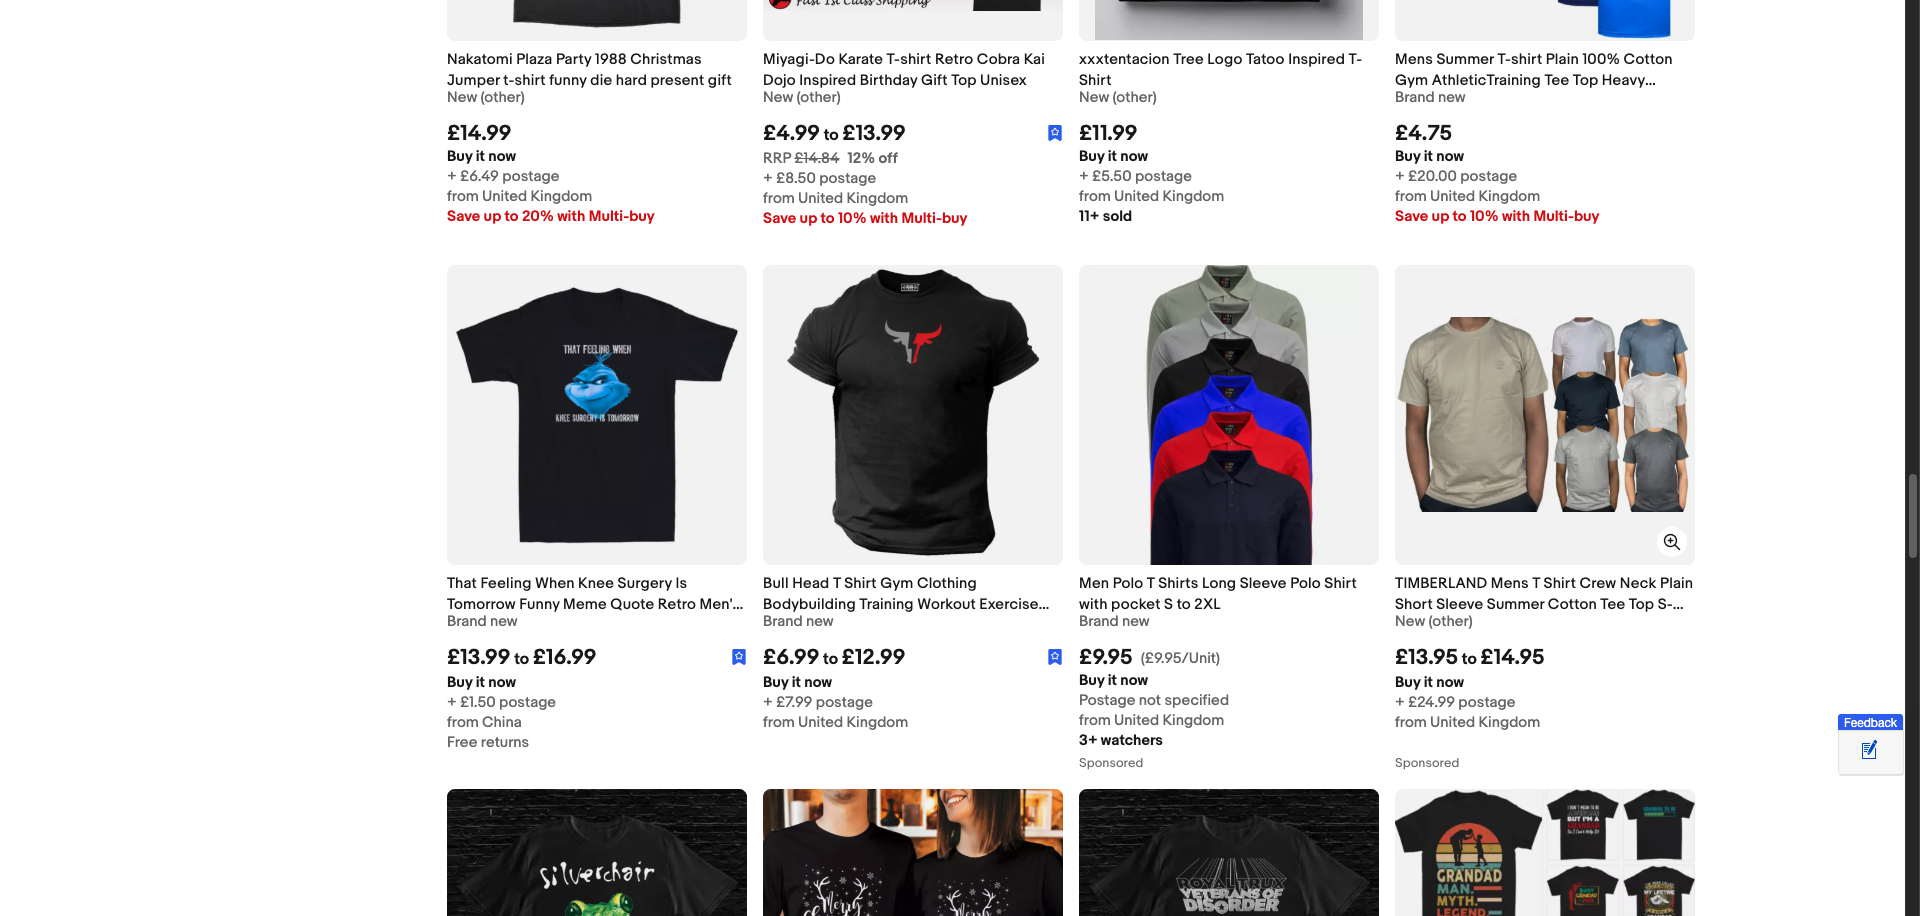 Fast 1st Class Shipping
Nakatomi Plaza Party 1988 Christmas
Jumper t-shirt funny die hard present gift
New (other)
£14.99
Buy it now
+ £6.49 postage
from United Kingdom
Save up to 20% with Multi-buy
Miyagi-Do Karate T-shirt Retro Cobra Kai
Dojo Inspired Birthday Gift Top Unisex
New (other)
£4.99 to £13.99
RRP £14.84 12% off
+ £8.50 postage
from United Kingdom
Save up to 10% with Multi-buy
xxxtentacion Tree Logo Tatoo Inspired T-
Shirt
New (other)
£11.99
Buy it now
+ £5.50 postage
from United Kingdom
11+ sold
Mens Summer T-shirt Plain 100% Cotton
Gym AthleticTraining Tee Top Heavy...
Brand new
£4.75
Buy it now
+ £20.00 postage
from United Kingdom
Save up to 10% with Multi-buy
THAT FEELING WHEN
KNEE SURGERY IS TOMORROW
That Feeling When Knee Surgery Is
Tomorrow Funny Meme Quote Retro Men'...
Brand new
£13.99 to £16.99
Buy it now
+ £1.50 postage
from China
Free returns
Bull Head T Shirt Gym Clothing
Bodybuilding Training Workout Exercise...
Brand new
£6.99 to £12.99
Buy it now
+ £7.99 postage
from United Kingdom
Men Polo T Shirts Long Sleeve Polo Shirt
with pocket S to 2XL
Brand new
£9.95 (£9.95/Unit)
Buy it now
Postage not specified
from United Kingdom
3+ watchers
Sponsored
TIMBERLAND Mens T Shirt Crew Neck Plain
Short Sleeve Summer Cotton Tee Top S-...
New (other)
£13.95 to £14.95
Buy it now
+ £24.99 postage
from United Kingdom
Sponsored
Feedback
silverchair
Merry
Merry
ROYAL TRUX
VETERANS OF
DISORDER
GRANDAD
MAN.
MYTH.
LEGEND
I DON'T MEAN TO BE
BUT I'M A
GRANDAD
So I Can't Help It!
MY LIFETIME